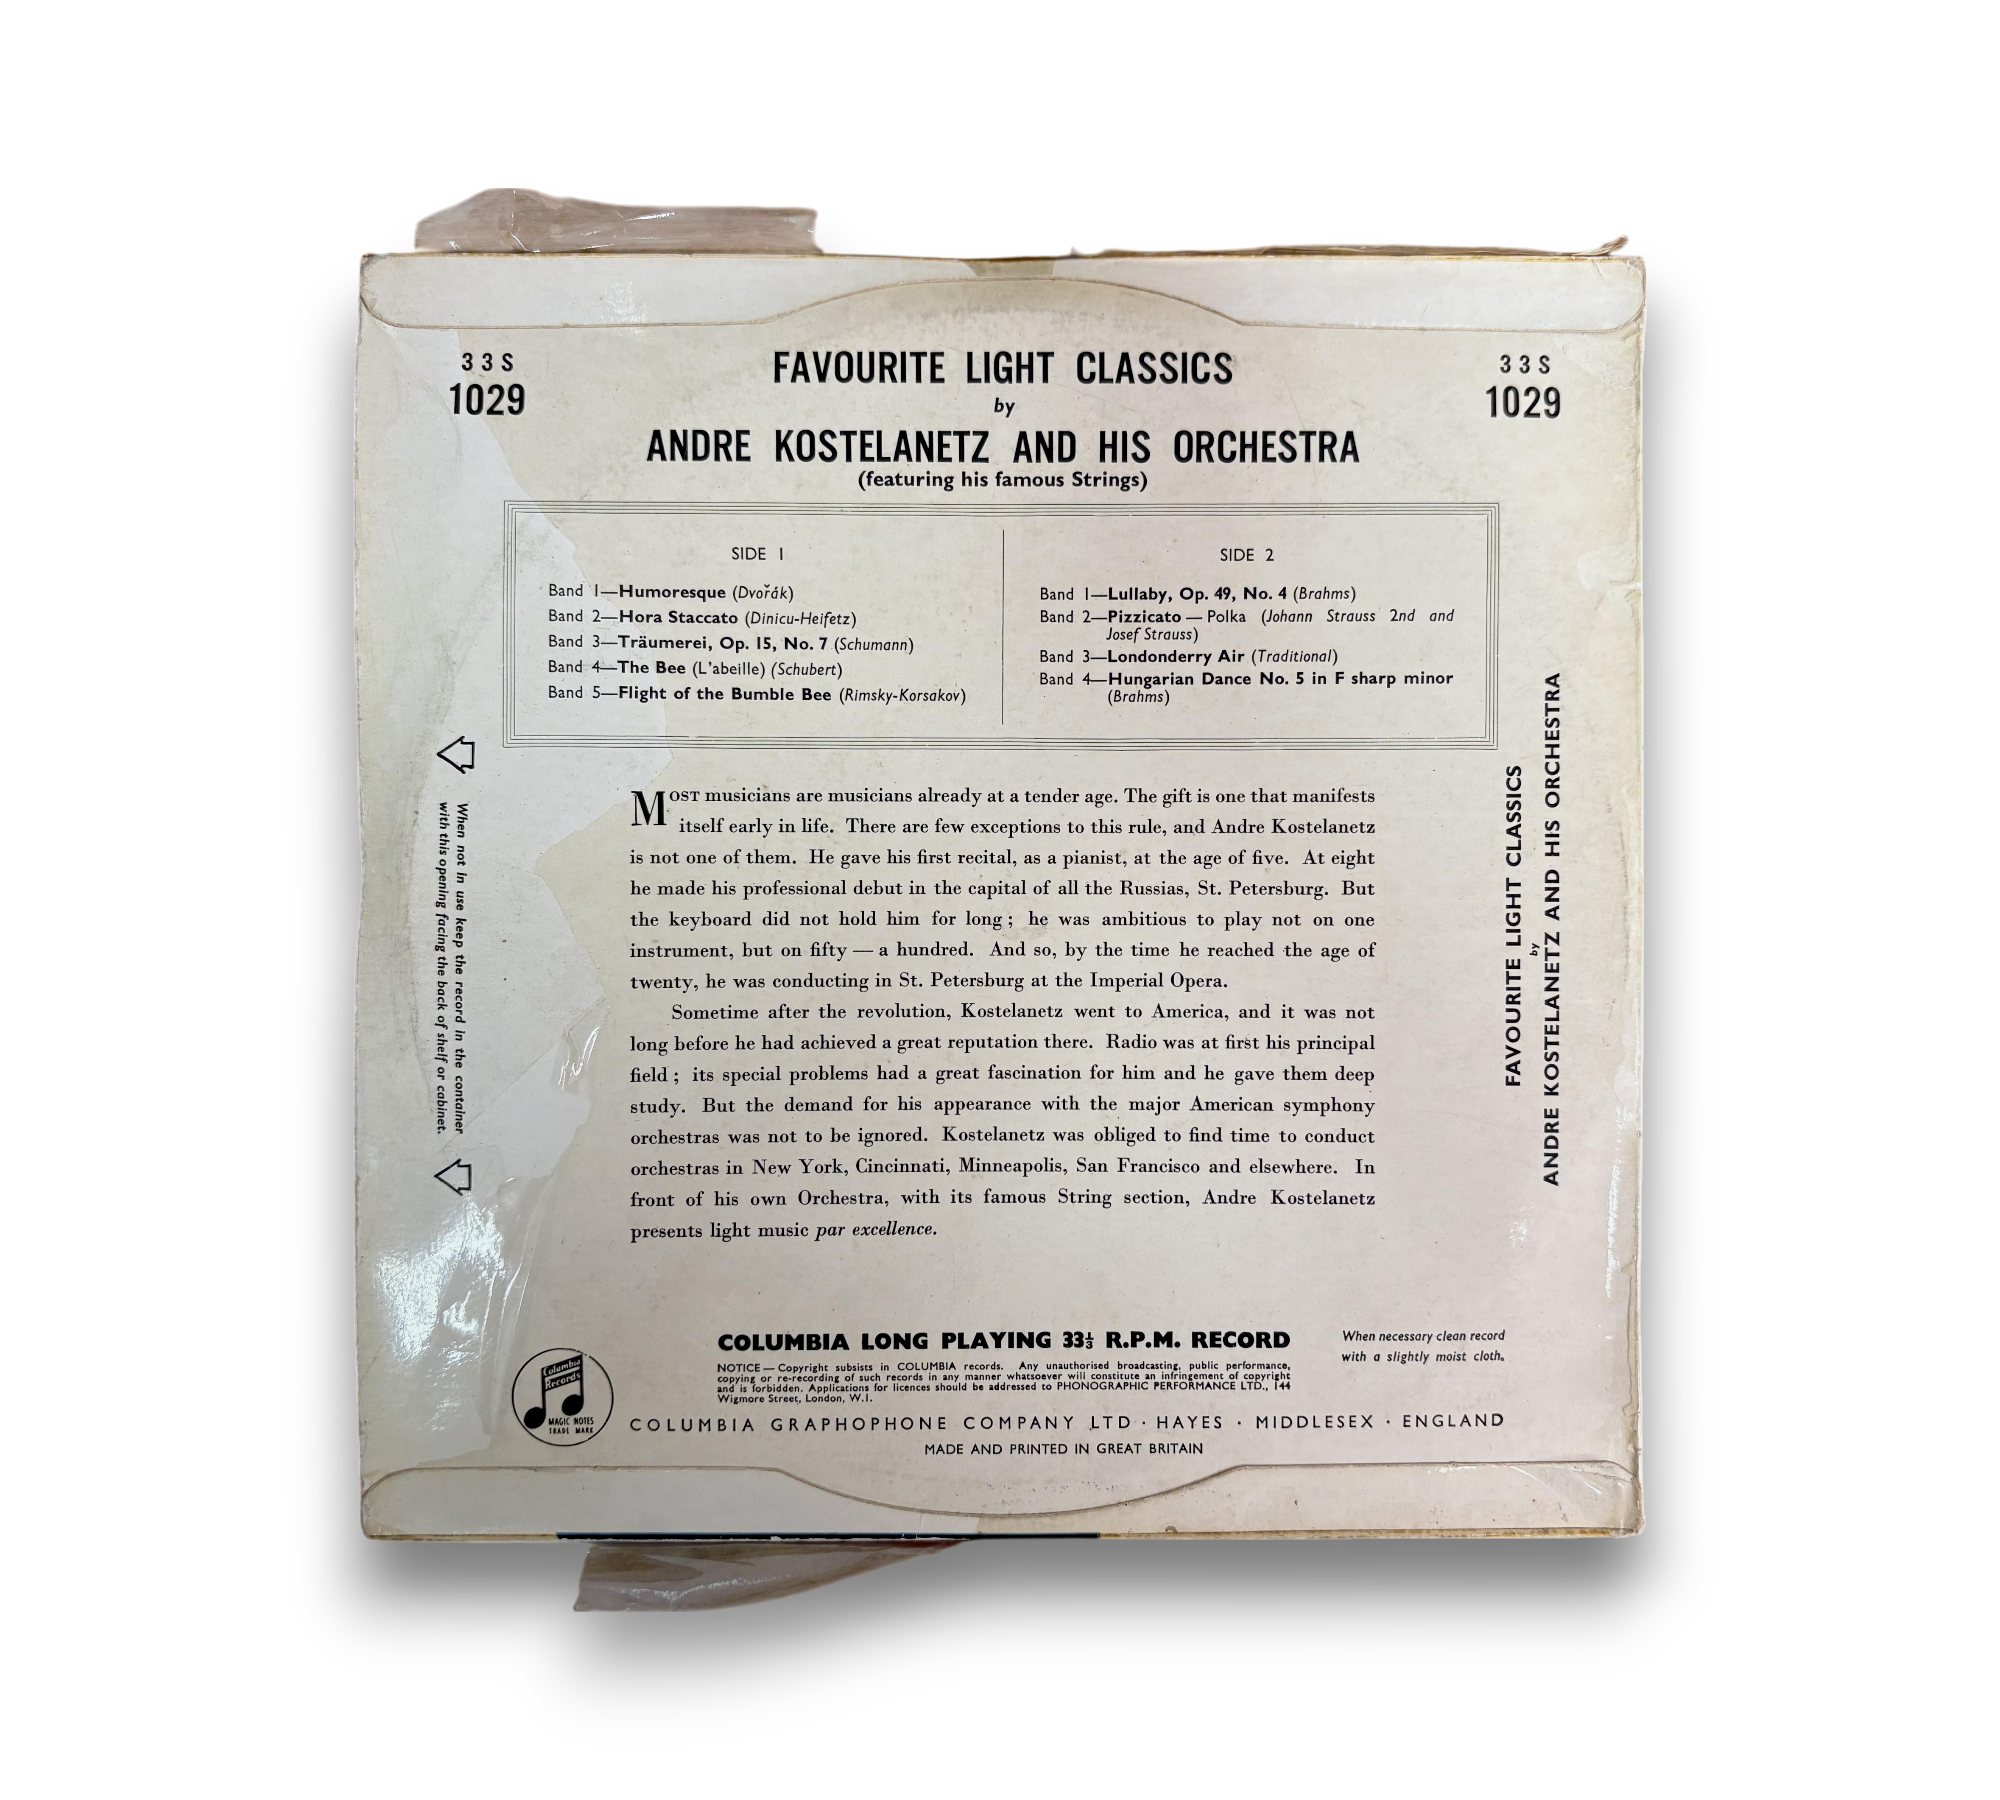 33S
1029
FAVOURITE LIGHT CLASSICS
by
ANDRE KOSTELANETZ AND HIS ORCHESTRA
(featuring his famous Strings)
33S
1029
SIDE 1
Band 1—Humoresque (Dvořák)
Band 2—Hora Staccato (Dinicu-Heifetz)
Band 3—Träumerei, Op. 15, No. 7 (Schumann)
Band 4—The Bee (L'abeille) (Schubert)
Band 5—Flight of the Bumble Bee (Rimsky-Korsakov)
SIDE 2
Band 1—Lullaby, Op. 49, No. 4 (Brahms)
Band 2—Pizzicato — Polka (Johann Strauss 2nd and
Josef Strauss)
Band 3—Londonderry Air (Traditional)
Band 4—Hungarian Dance No. 5 in F sharp minor
(Brahms)
When not in use keep the record in the container
with this opening facing the back of shelf or cabinet.
MOST musicians are musicians already at a tender age. The gift is one that manifests
itself early in life. There are few exceptions to this rule, and Andre Kostelanetz
is not one of them. He gave his first recital, as a pianist, at the age of five. At eight
he made his professional debut in the capital of all the Russias, St. Petersburg. But
the keyboard did not hold him for long; he was ambitious to play not on one
instrument, but on fifty — a hundred. And so, by the time he reached the age of
twenty, he was conducting in St. Petersburg at the Imperial Opera.
Sometime after the revolution, Kostelanetz went to America, and it was not
long before he had achieved a great reputation there. Radio was at first his principal
field; its special problems had a great fascination for him and he gave them deep
study. But the demand for his appearance with the major American symphony
orchestras was not to be ignored. Kostelanetz was obliged to find time to conduct
orchestras in New York, Cincinnati, Minneapolis, San Francisco and elsewhere. In
front of his own Orchestra, with its famous String section, Andre Kostelanetz
presents light music par excellence.
FAVOURITE LIGHT CLASSICS
by
ANDRE KOSTELANETZ AND HIS ORCHESTRA
Columbia
Records
MAGIC NOTES
TRADE MARK
COLUMBIA LONG PLAYING 33⅓ R.P.M. RECORD
NOTICE — Copyright subsists in COLUMBIA records. Any unauthorised broadcasting, public performance,
copying or re-recording of such records in any manner whatsoever will constitute an infringement of copyright
and is forbidden. Applications for licences should be addressed to PHONOGRAPHIC PERFORMANCE LTD., 144
Wigmore Street, London, W.1.
When necessary clean record
with a slightly moist cloth.
COLUMBIA GRAPHOPHONE COMPANY LTD · HAYES · MIDDLESEX · ENGLAND
MADE AND PRINTED IN GREAT BRITAIN